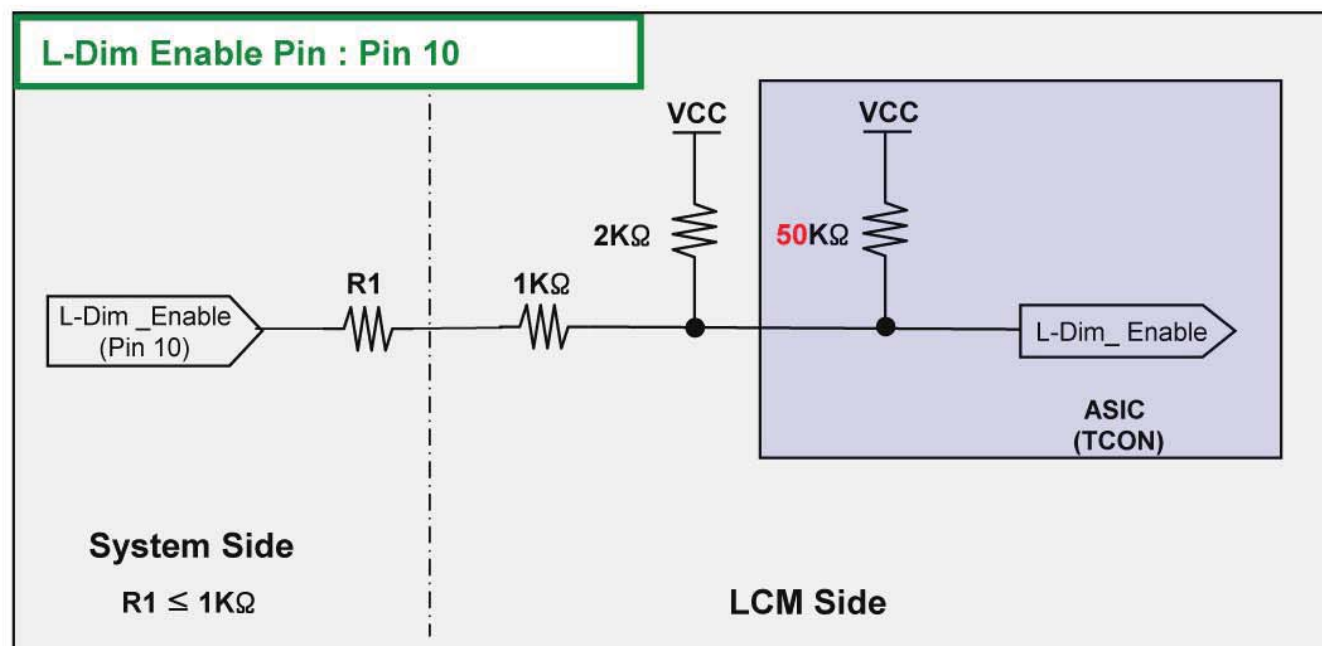 L-Dim Enable Pin : Pin 10
VCC
VCC
2KΩ
50KΩ
R1
1KΩ
L-Dim _Enable
(Pin 10)
L-Dim_ Enable
ASIC
(TCON)
System Side
R1 ≤ 1KΩ
LCM Side